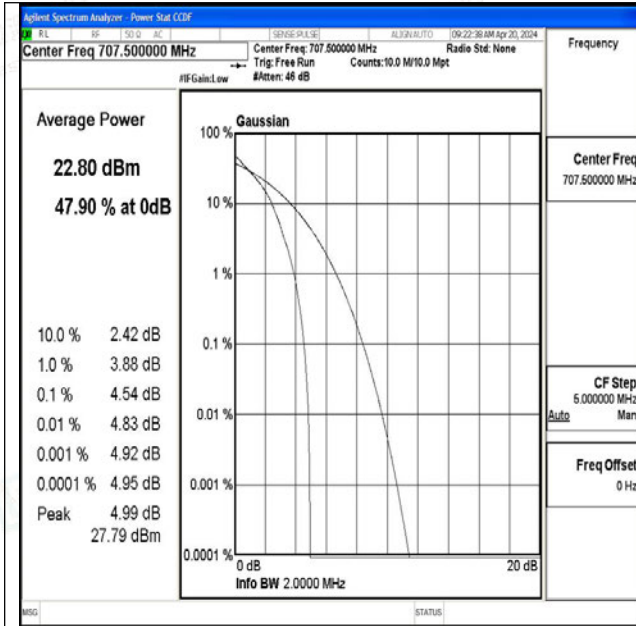 Agilent Spectrum Analyzer - Power Stat CCDF
RL RF 50 Ω AC SENSE:PULSE ALIGNAUTO 09:22:38 AM Apr 20, 2024
Center Freq 707.500000 MHz
Center Freq: 707.500000 MHz Radio Std: None
Trig: Free Run Counts:10.0 M/10.0 Mpt
#IFGain:Low #Atten: 46 dB
Frequency
Average Power
22.80 dBm
47.90 % at 0dB
10.0 % 2.42 dB
1.0 % 3.88 dB
0.1 % 4.54 dB
0.01 % 4.83 dB
0.001 % 4.92 dB
0.0001 % 4.95 dB
Peak 4.99 dB
27.79 dBm
Gaussian
100 %
10 %
1 %
0.1 %
0.01 %
0.001 %
0.0001 %
0 dB 20 dB
Info BW 2.0000 MHz
Center Freq
707.500000 MHz
CF Step
5.000000 MHz
Auto Man
Freq Offset
0 Hz
MSG STATUS